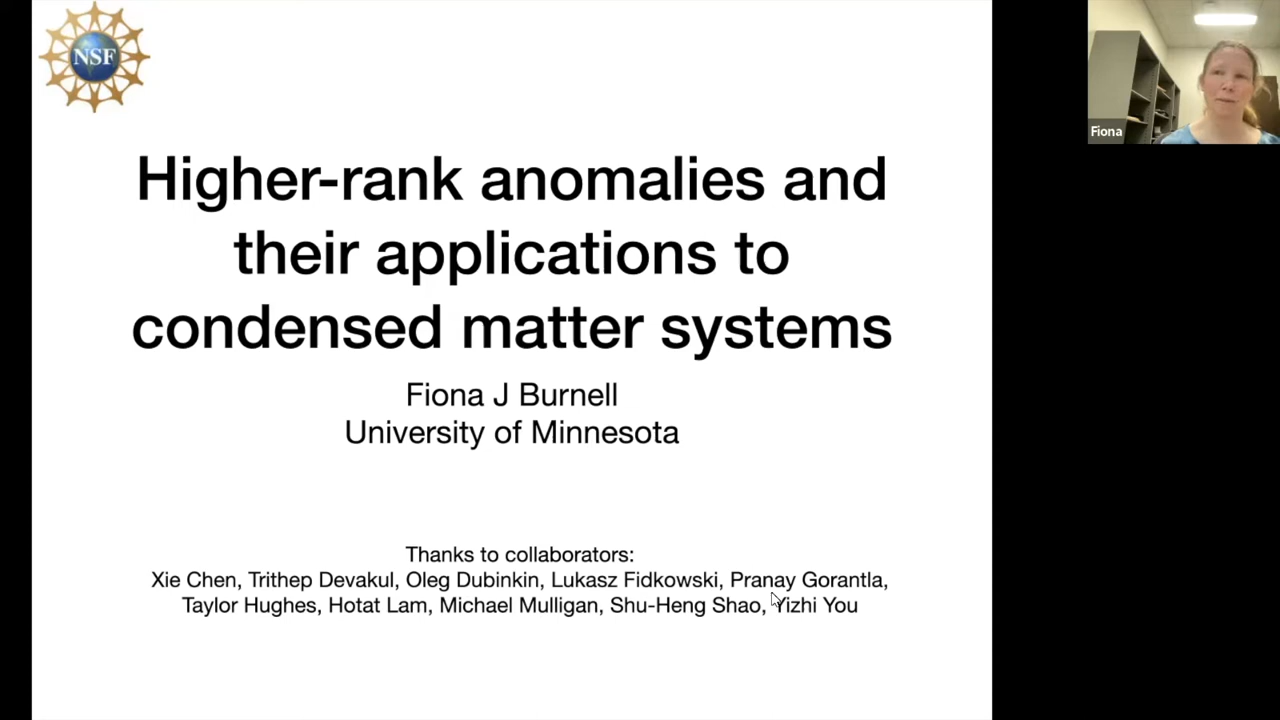 NSF
Fiona
Higher-rank anomalies and
their applications to
condensed matter systems
Fiona J Burnell
University of Minnesota
Thanks to collaborators:
Xie Chen, Trithep Devakul, Oleg Dubinkin, Lukasz Fidkowski, Pranay Gorantla,
Taylor Hughes, Hotat Lam, Michael Mulligan, Shu-Heng Shao, Yizhi You